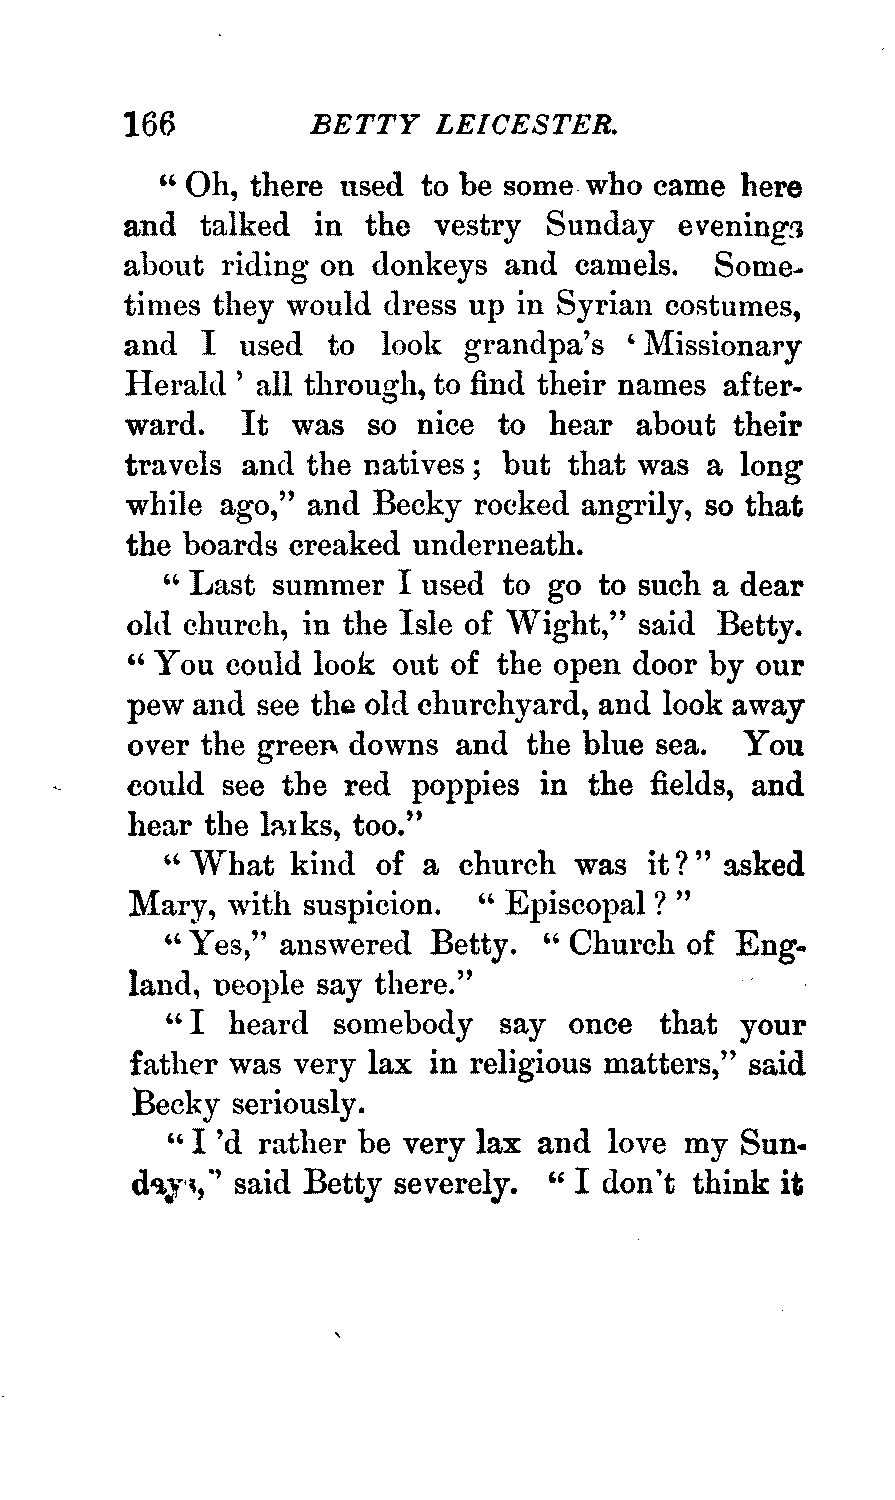 166 BETTY LEICESTER.
“ Oh, there used to be some who came here
and talked in the vestry Sunday evenings
about riding on donkeys and camels. Some-
times they would dress up in Syrian costumes,
and I used to look grandpa’s ‘ Missionary
Herald ’ all through, to find their names after-
ward. It was so nice to hear about their
travels and the natives ; but that was a long
while ago,” and Becky rocked angrily, so that
the boards creaked underneath.
“ Last summer I used to go to such a dear
old church, in the Isle of Wight,” said Betty.
“ You could look out of the open door by our
pew and see the old churchyard, and look away
over the green downs and the blue sea. You
could see the red poppies in the fields, and
hear the larks, too.”
“ What kind of a church was it? ” asked
Mary, with suspicion. “ Episcopal ? ”
“ Yes,” answered Betty. “ Church of Eng-
land, people say there.”
“ I heard somebody say once that your
father was very lax in religious matters,” said
Becky seriously.
“ I ’d rather be very lax and love my Sun-
days,” said Betty severely. “ I don’t think it